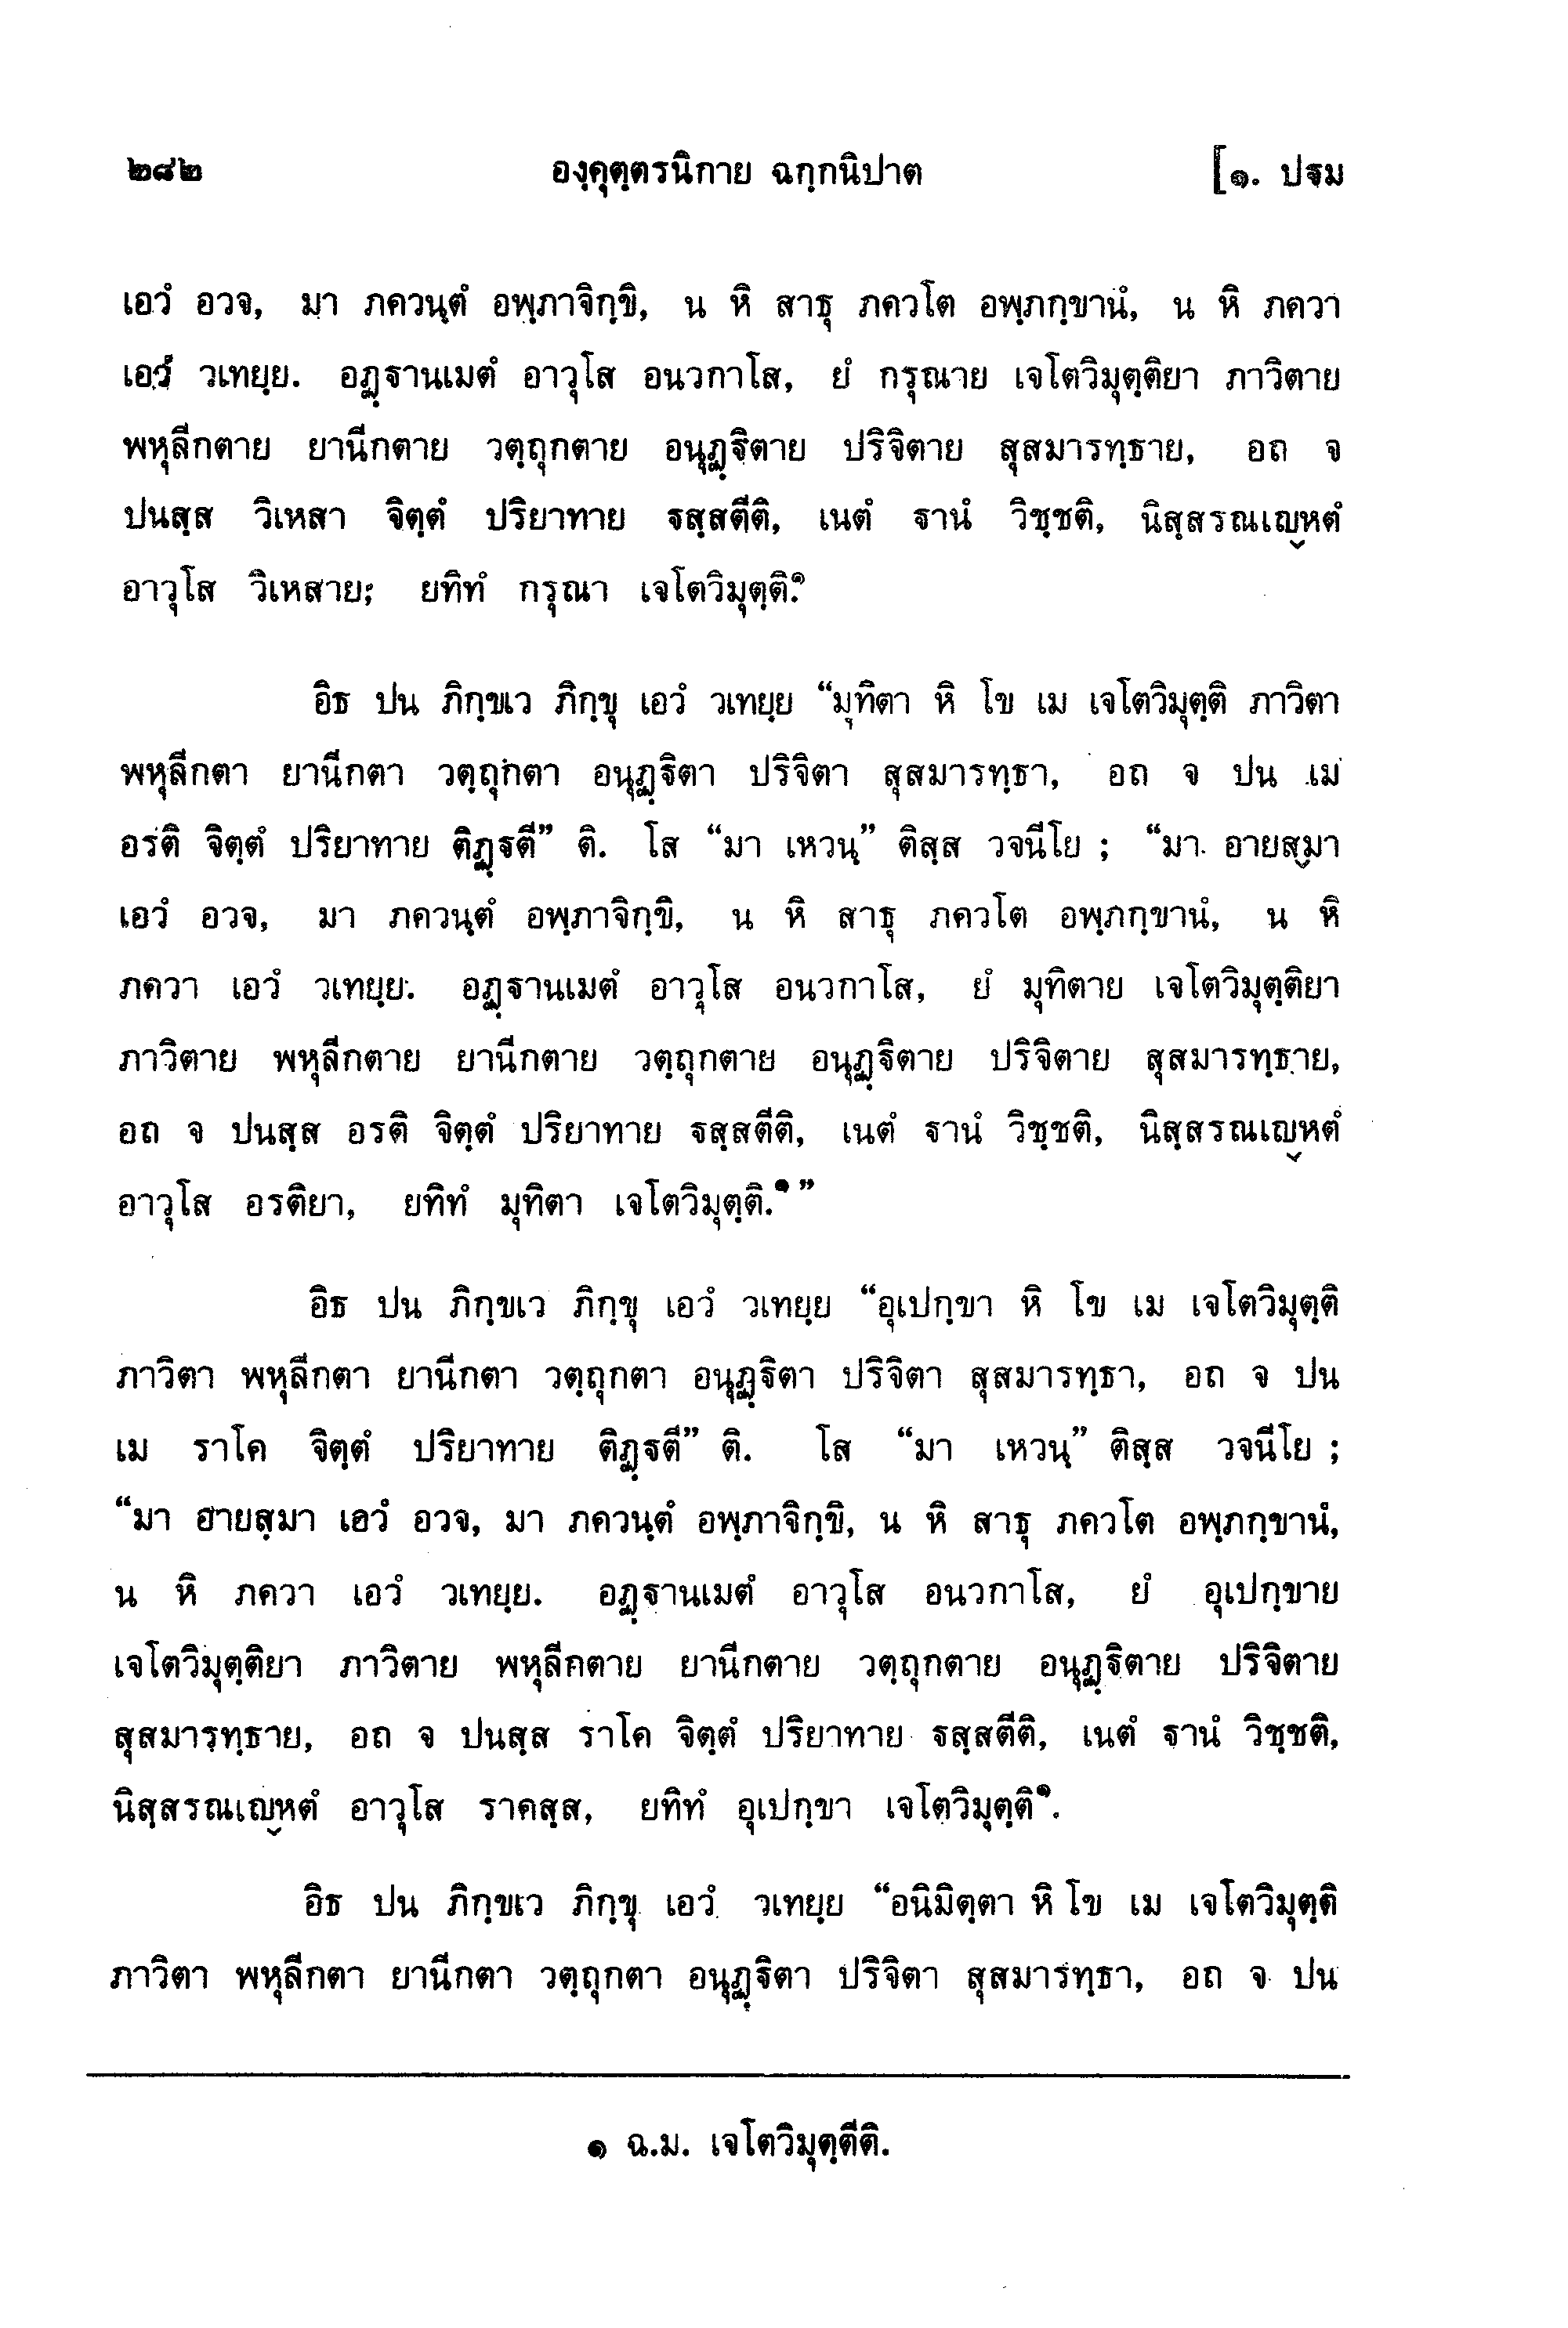 ๒๘๒ องฺคุตฺตรนิกาย ฉกฺกนิปาต [๑. ปฐม
เอวํ อวจ, มา ภควนฺตํ อพฺภาจิกฺขิ, น หิ สาธุ ภควโต อพฺภกฺขานํ, น หิ ภควา
เอวํ วเทยฺย. อฏฺฐานเมตํ อาวุโส อนวกาโส, ยํ กรุณาย เจโตวิมุตฺติยา ภาวิตาย
พหุลีกตาย ยานีกตาย วตฺถุกตาย อนุฏฺฐิตาย ปริจิตาย สุสมารทฺธาย, อถ จ
ปนสฺส วิเหสา จิตฺตํ ปริยาทาย ฐสฺสตีติ, เนตํ ฐานํ วิชฺชติ, นิสฺสรณเญฺหตํ
อาวุโส วิเหสาย; ยทิทํ กรุณา เจโตวิมุตฺติ.๑
อิธ ปน ภิกฺขเว ภิกฺขุ เอวํ วเทยฺย “มุทิตา หิ โข เม เจโตวิมุตฺติ ภาวิตา
พหุลีกตา ยานีกตา วตฺถุกตา อนุฏฺฐิตา ปริจิตา สุสมารทฺธา, อถ จ ปน เม
อรติ จิตฺตํ ปริยาทาย ติฏฺฐตี” ติ. โส “มา เหวนฺ” ติสฺส วจนีโย ; “มา อายสฺมา
เอวํ อวจ, มา ภควนฺตํ อพฺภาจิกฺขิ, น หิ สาธุ ภควโต อพฺภกฺขานํ, น หิ
ภควา เอวํ วเทยฺย. อฏฺฐานเมตํ อาวุโส อนวกาโส, ยํ มุทิตาย เจโตวิมุตฺติยา
ภาวิตาย พหุลีกตาย ยานีกตาย วตฺถุกตาย อนุฏฺฐิตาย ปริจิตาย สุสมารทฺธาย,
อถ จ ปนสฺส อรติ จิตฺตํ ปริยาทาย ฐสฺสตีติ, เนตํ ฐานํ วิชฺชติ, นิสฺสรณเญฺหตํ
อาวุโส อรติยา, ยทิทํ มุทิตา เจโตวิมุตฺติ.๑”
อิธ ปน ภิกฺขเว ภิกฺขุ เอวํ วเทยฺย “อุเปกฺขา หิ โข เม เจโตวิมุตฺติ
ภาวิตา พหุลีกตา ยานีกตา วตฺถุกตา อนุฏฺฐิตา ปริจิตา สุสมารทฺธา, อถ จ ปน
เม ราโค จิตฺตํ ปริยาทาย ติฏฺฐตี” ติ. โส “มา เหวนฺ” ติสฺส วจนีโย ;
“มา อายสฺมา เอวํ อวจ, มา ภควนฺตํ อพฺภาจิกฺขิ, น หิ สาธุ ภควโต อพฺภกฺขานํ,
น หิ ภควา เอวํ วเทยฺย. อฏฺฐานเมตํ อาวุโส อนวกาโส, ยํ อุเปกฺขาย
เจโตวิมุตฺติยา ภาวิตาย พหุลีกตาย ยานีกตาย วตฺถุกตาย อนุฏฺฐิตาย ปริจิตาย
สุสมารทฺธาย, อถ จ ปนสฺส ราโค จิตฺตํ ปริยาทาย ฐสฺสตีติ, เนตํ ฐานํ วิชฺชติ,
นิสฺสรณเญฺหตํ อาวุโส ราคสฺส, ยทิทํ อุเปกฺขา เจโตวิมุตฺติ๑.
อิธ ปน ภิกฺขเว ภิกฺขุ เอวํ วเทยฺย “อนิมิตฺตา หิ โข เม เจโตวิมุตฺติ
ภาวิตา พหุลีกตา ยานีกตา วตฺถุกตา อนุฏฺฐิตา ปริจิตา สุสมารทฺธา, อถ จ ปน
๑ ฉ.ม. เจโตวิมุตฺตีติ.